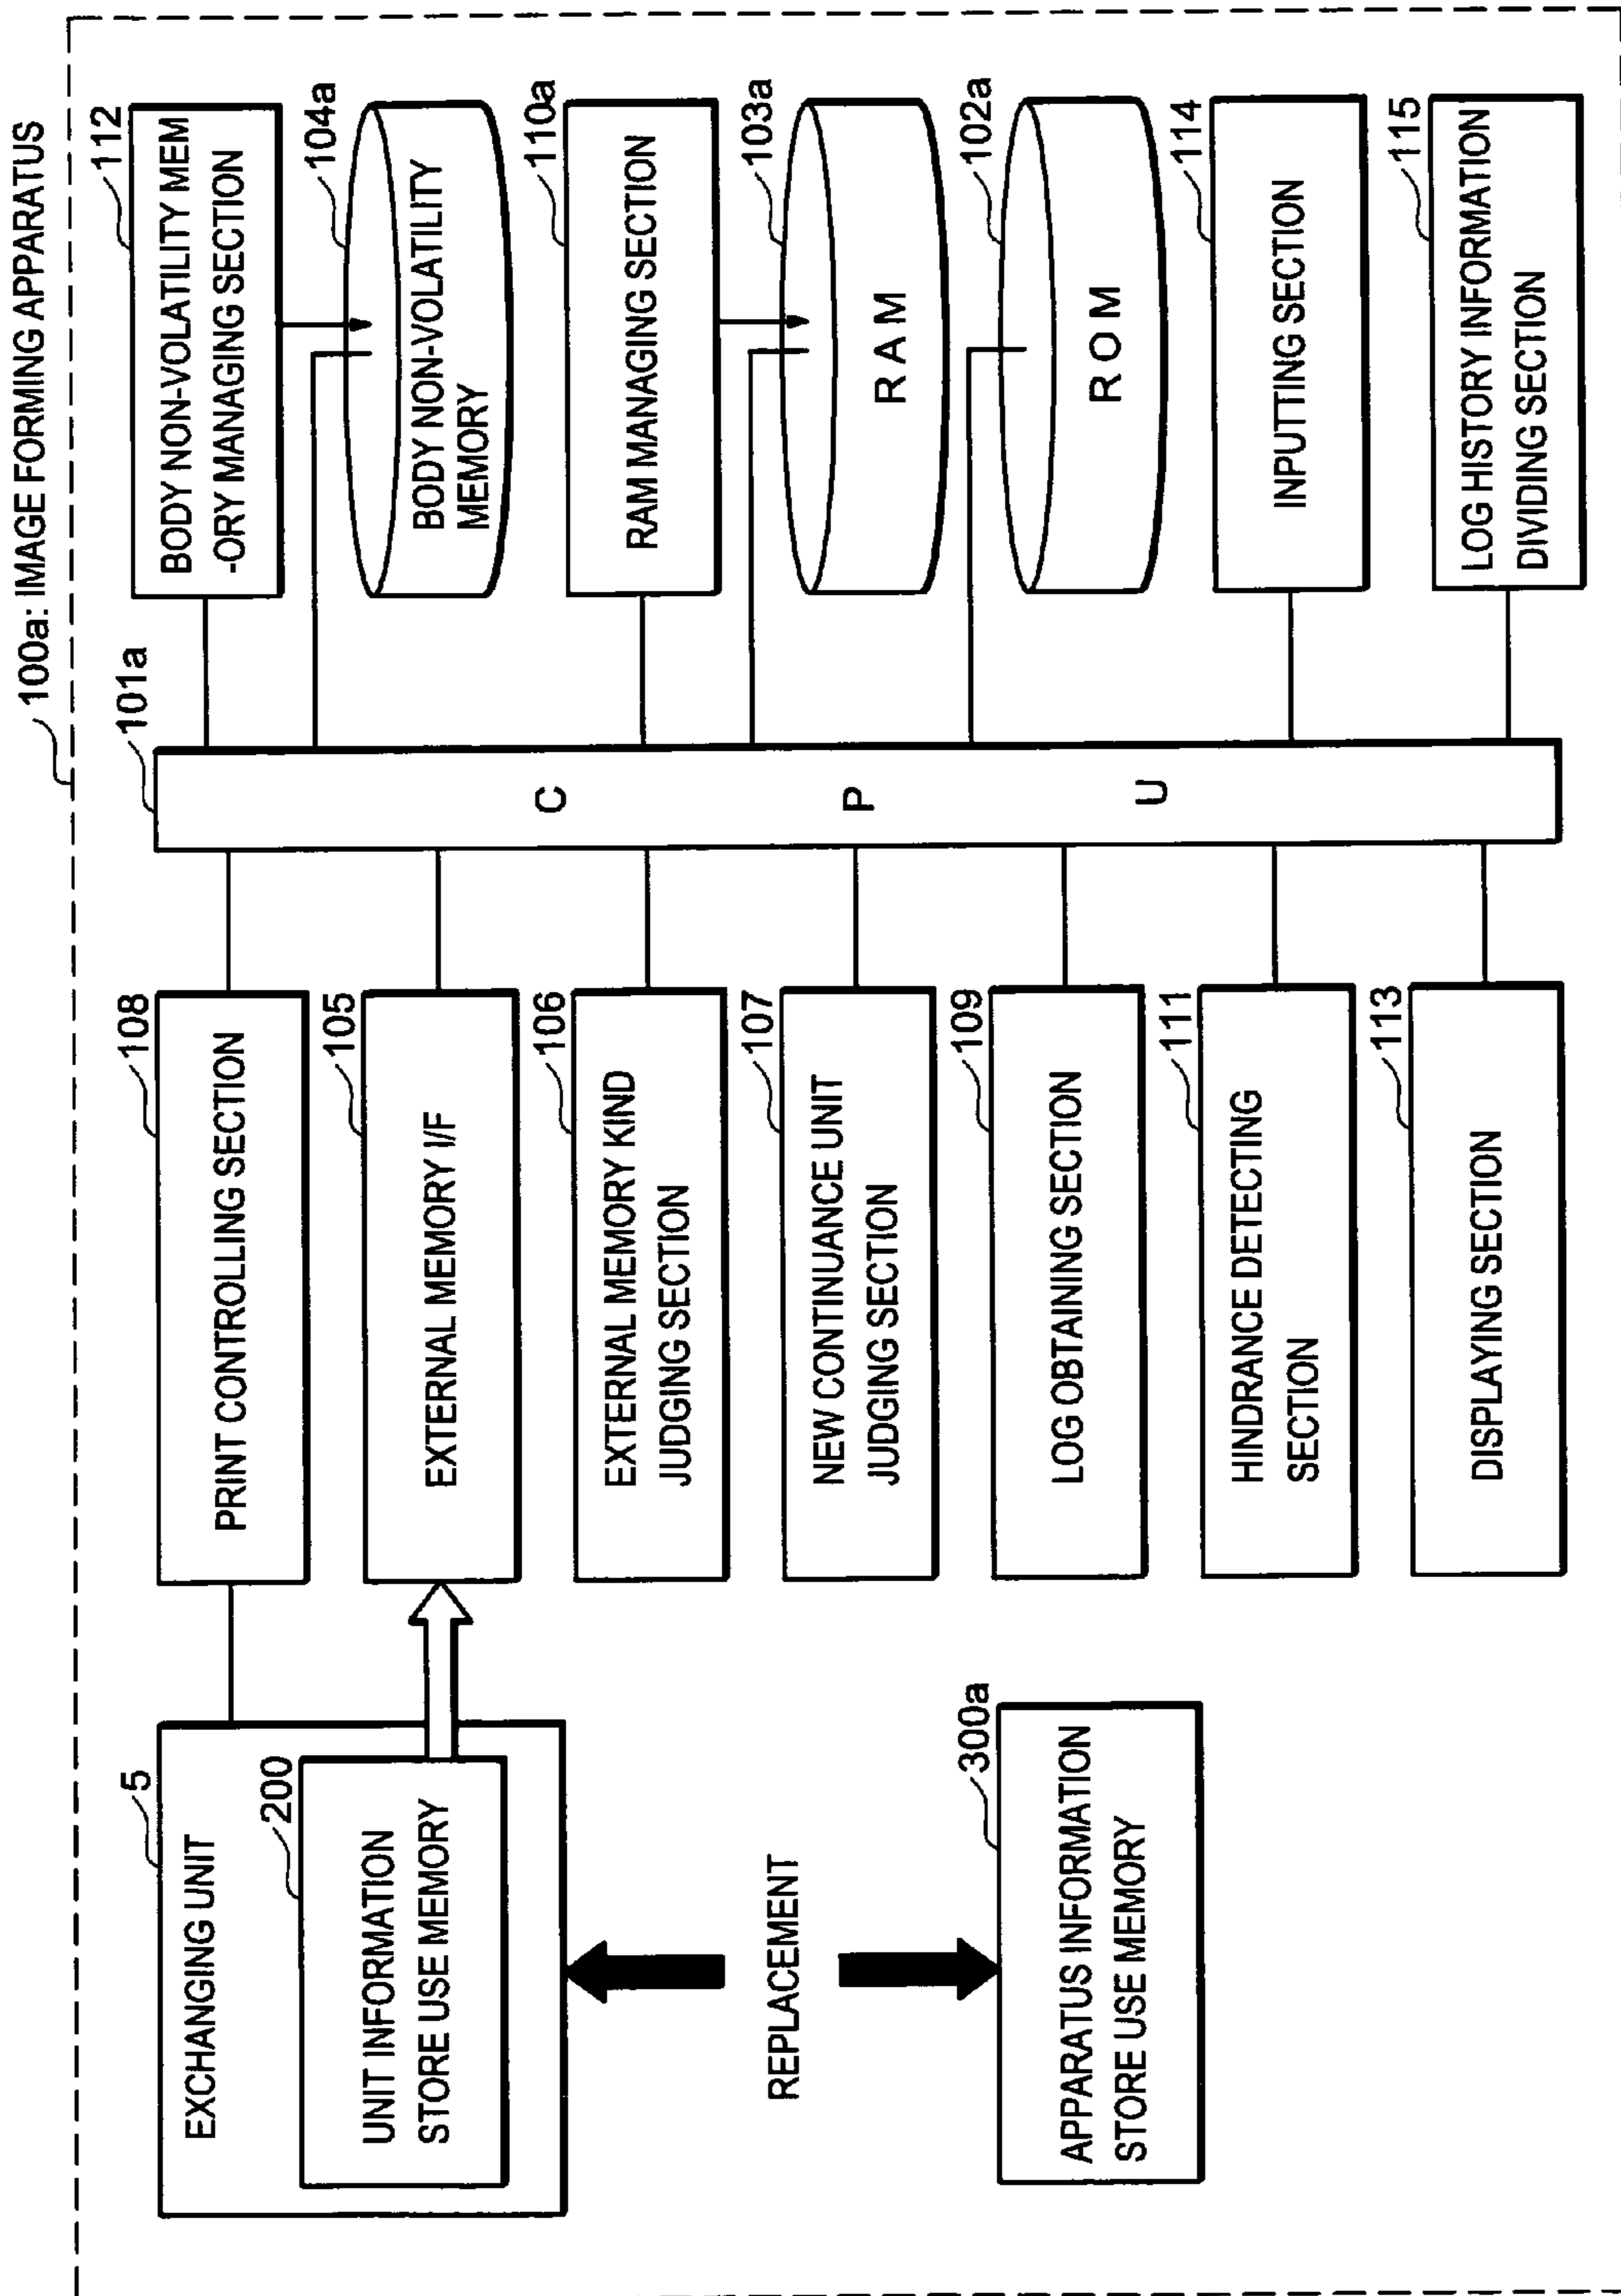 100a: IMAGE FORMING APPARATUS
5
EXCHANGING UNIT
200
UNIT INFORMATION
STORE USE MEMORY
REPLACEMENT
300a
APPARATUS INFORMATION
STORE USE MEMORY
108
PRINT CONTROLLING SECTION
105
EXTERNAL MEMORY I/F
106
EXTERNAL MEMORY KIND
JUDGING SECTION
107
NEW CONTINUANCE UNIT
JUDGING SECTION
109
LOG OBTAINING SECTION
111
HINDRANCE DETECTING
SECTION
113
DISPLAYING SECTION
101a
C P U
112
BODY NON-VOLATILITY MEM
-ORY MANAGING SECTION
104a
BODY NON-VOLATILITY
MEMORY
110a
RAM MANAGING SECTION
103a
R A M
102a
R O M
114
INPUTTING SECTION
115
LOG HISTORY INFORMATION
DIVIDING SECTION